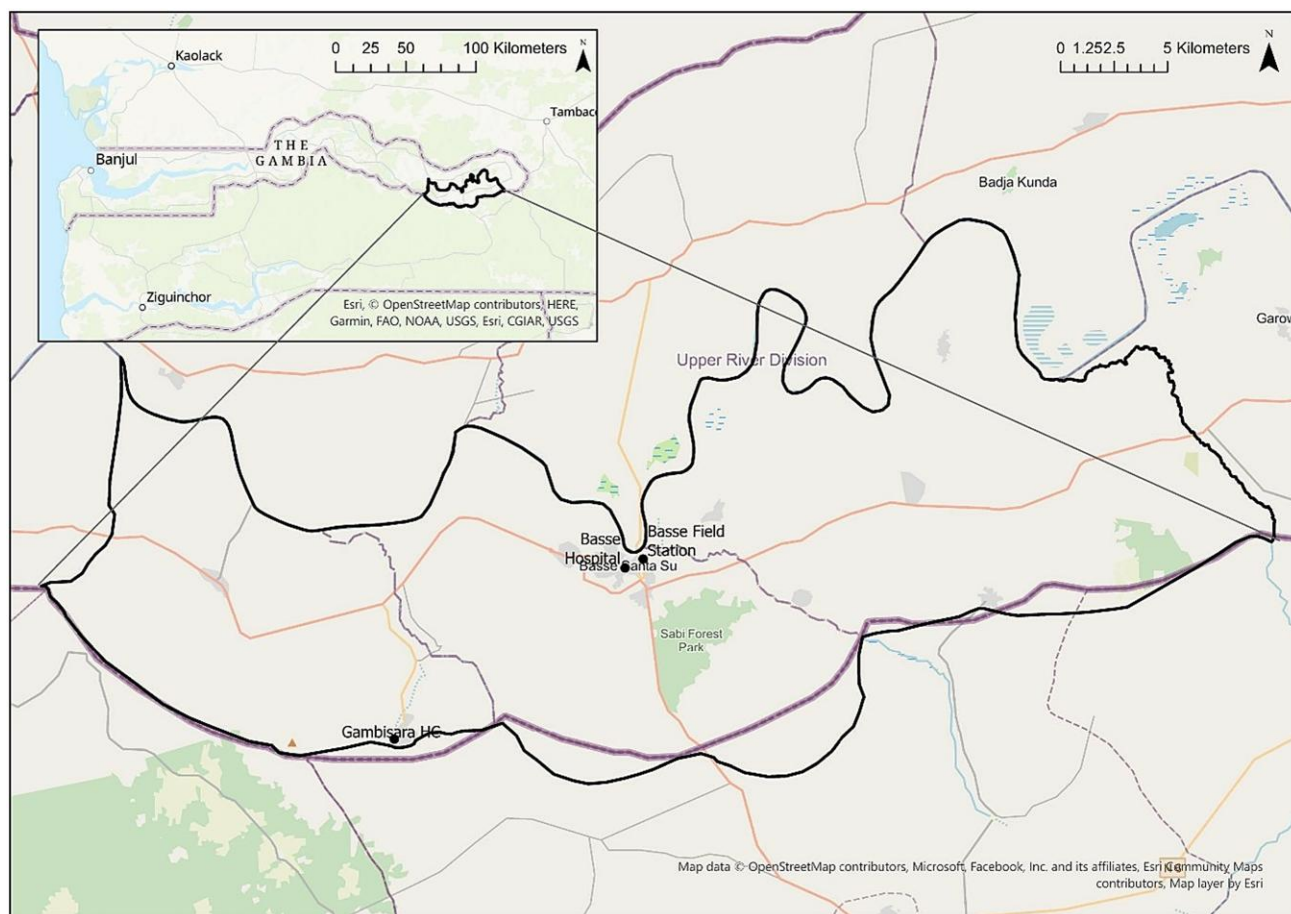 N
0 25 50 100 Kilometers
Kaolack
Tambac
THE
GAMBIA
Banjul
Ziguinchor
Esri, © OpenStreetMap contributors, HERE,
Garmin, FAO, NOAA, USGS, Esri, CGIAR, USGS
N
0 1.252.5 5 Kilometers
Badja Kunda
Garow
Upper River Division
Basse
Hospital
Basse Field
Station
Basse Santa Su
Sabi Forest
Park
Gambisara HC
Map data © OpenStreetMap contributors, Microsoft, Facebook, Inc. and its affiliates, Esri Community Maps
contributors, Map layer by Esri